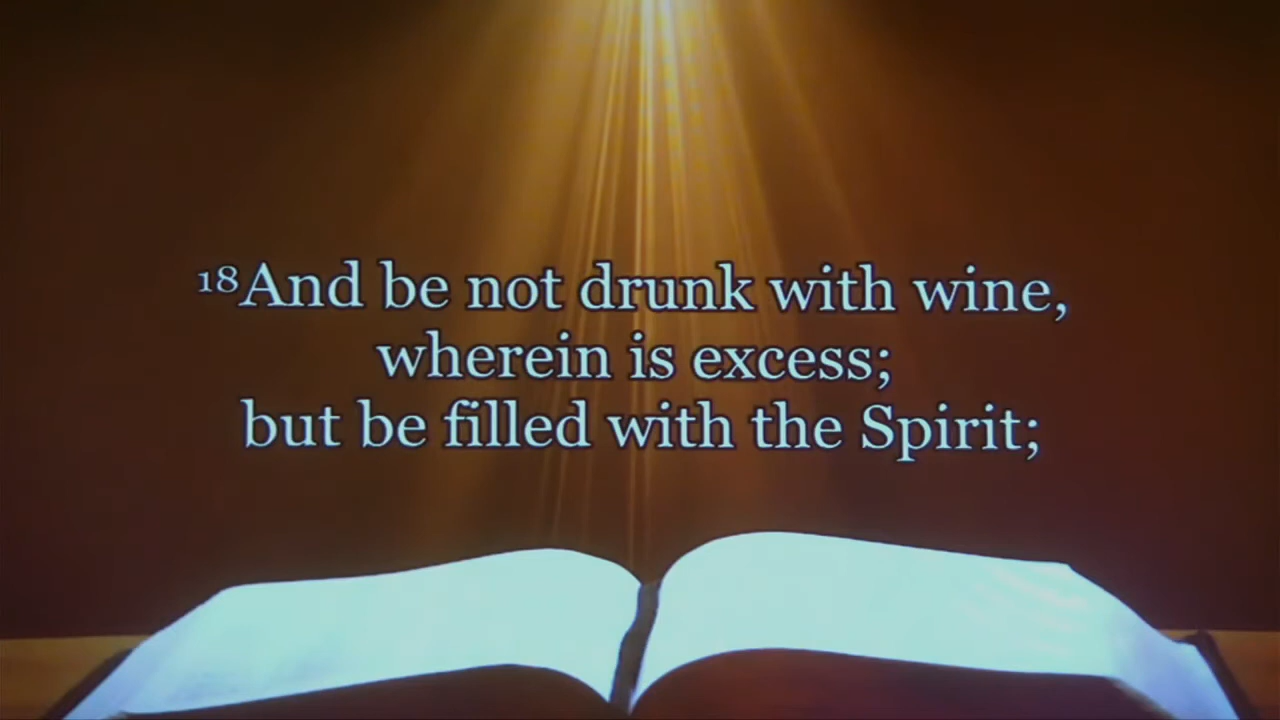 18And be not drunk with wine,
wherein is excess;
but be filled with the Spirit;